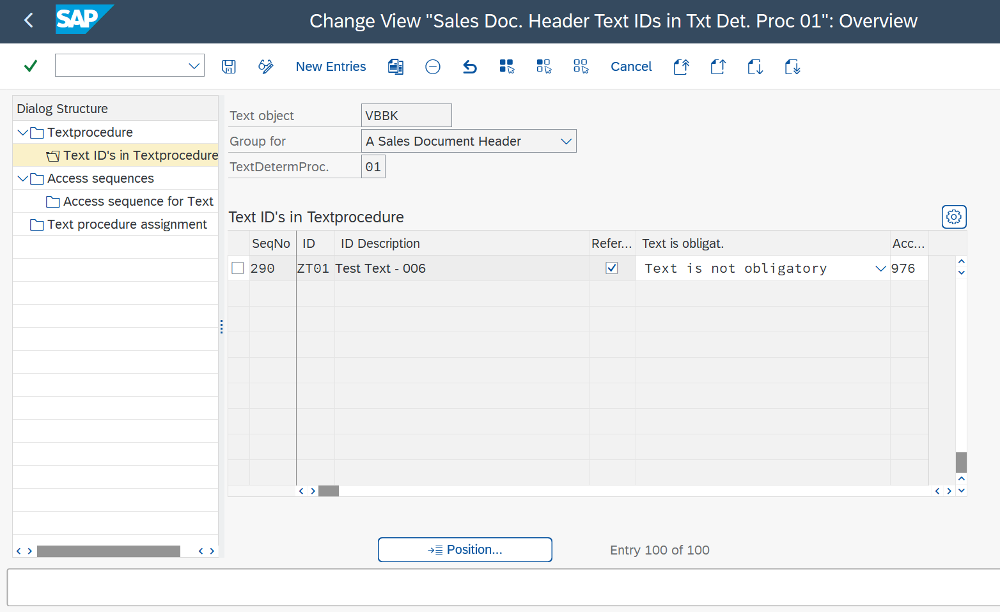 SAP
Change View "Sales Doc. Header Text IDs in Txt Det. Proc 01": Overview
New Entries
Cancel
Dialog Structure
Textprocedure
Text ID's in Textprocedure
Access sequences
Access sequence for Text
Text procedure assignment
Text object VBBK
Group for A Sales Document Header
TextDetermProc. 01
Text ID's in Textprocedure
SeqNo ID ID Description Refer... Text is obligat. Acc...
290 ZT01 Test Text - 006 Text is not obligatory 976
Position... Entry 100 of 100